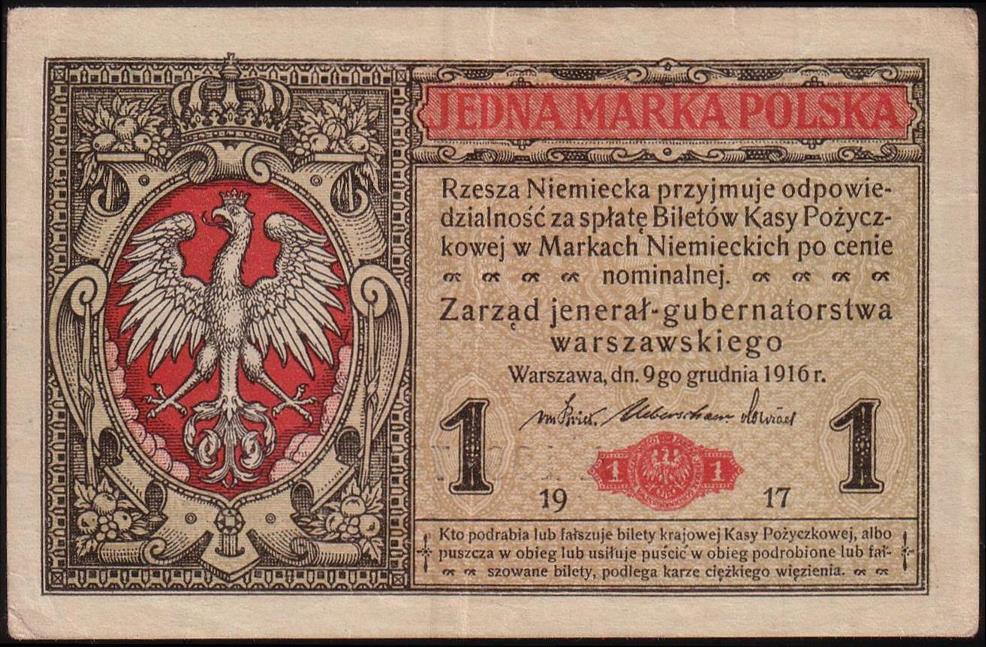 JEDNA MARKA POLSKA
Rzesza Niemiecka przyjmuje odpowie-
dzialność za spłatę Biletów Kasy Pożycz-
kowej w Markach Niemieckich po cenie
nominalnej.
Zarząd jenerał-gubernatorstwa
warszawskiego
Warszawa, dn. 9go grudnia 1916 r.
1 1 1 1
19 17
Kto podrabia lub fałszuje bilety krajowej Kasy Pożyczkowej, albo
puszcza w obieg lub usiłuje puścić w obieg podrobione lub fał-
szowane bilety, podlega karze ciężkiego więzienia.